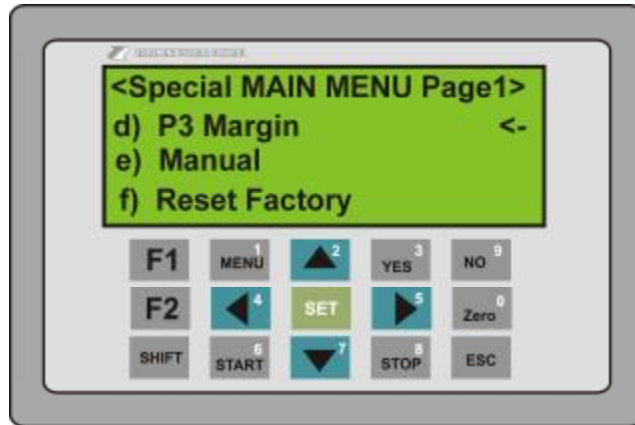 <Special MAIN MENU Page1>
d) P3 Margin <-
e) Manual
f) Reset Factory
F1 MENU 1 2 YES 3 NO 9
F2 4 SET 5 Zero 0
SHIFT START 6 7 STOP 8 ESC